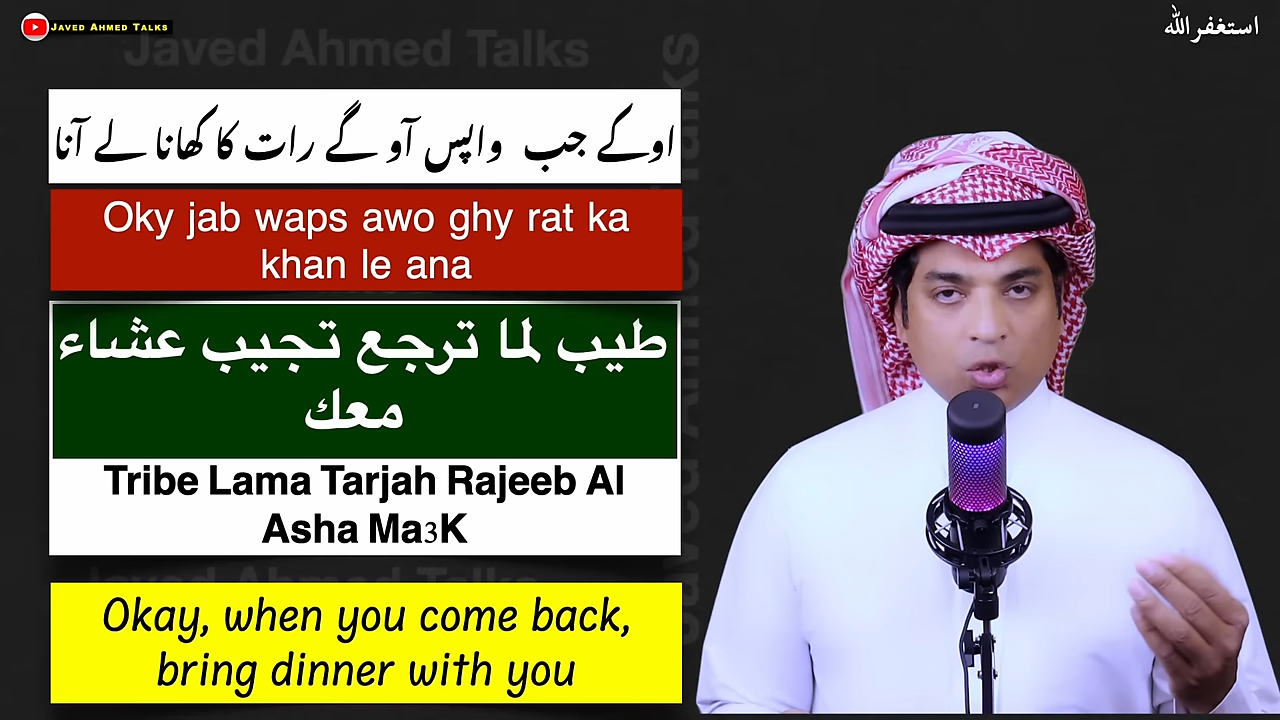 JAVED AHMED TALKS
استغفراللہ
Javed Ahmed Talks
اوکے جب واپس آو گے رات کا کھانا لے آنا
Oky jab waps awo ghy rat ka
khan le ana
طيب لما ترجع تجيب عشاء
معك
Tribe Lama Tarjah Rajeeb Al
Asha Ma3K
Okay, when you come back,
bring dinner with you